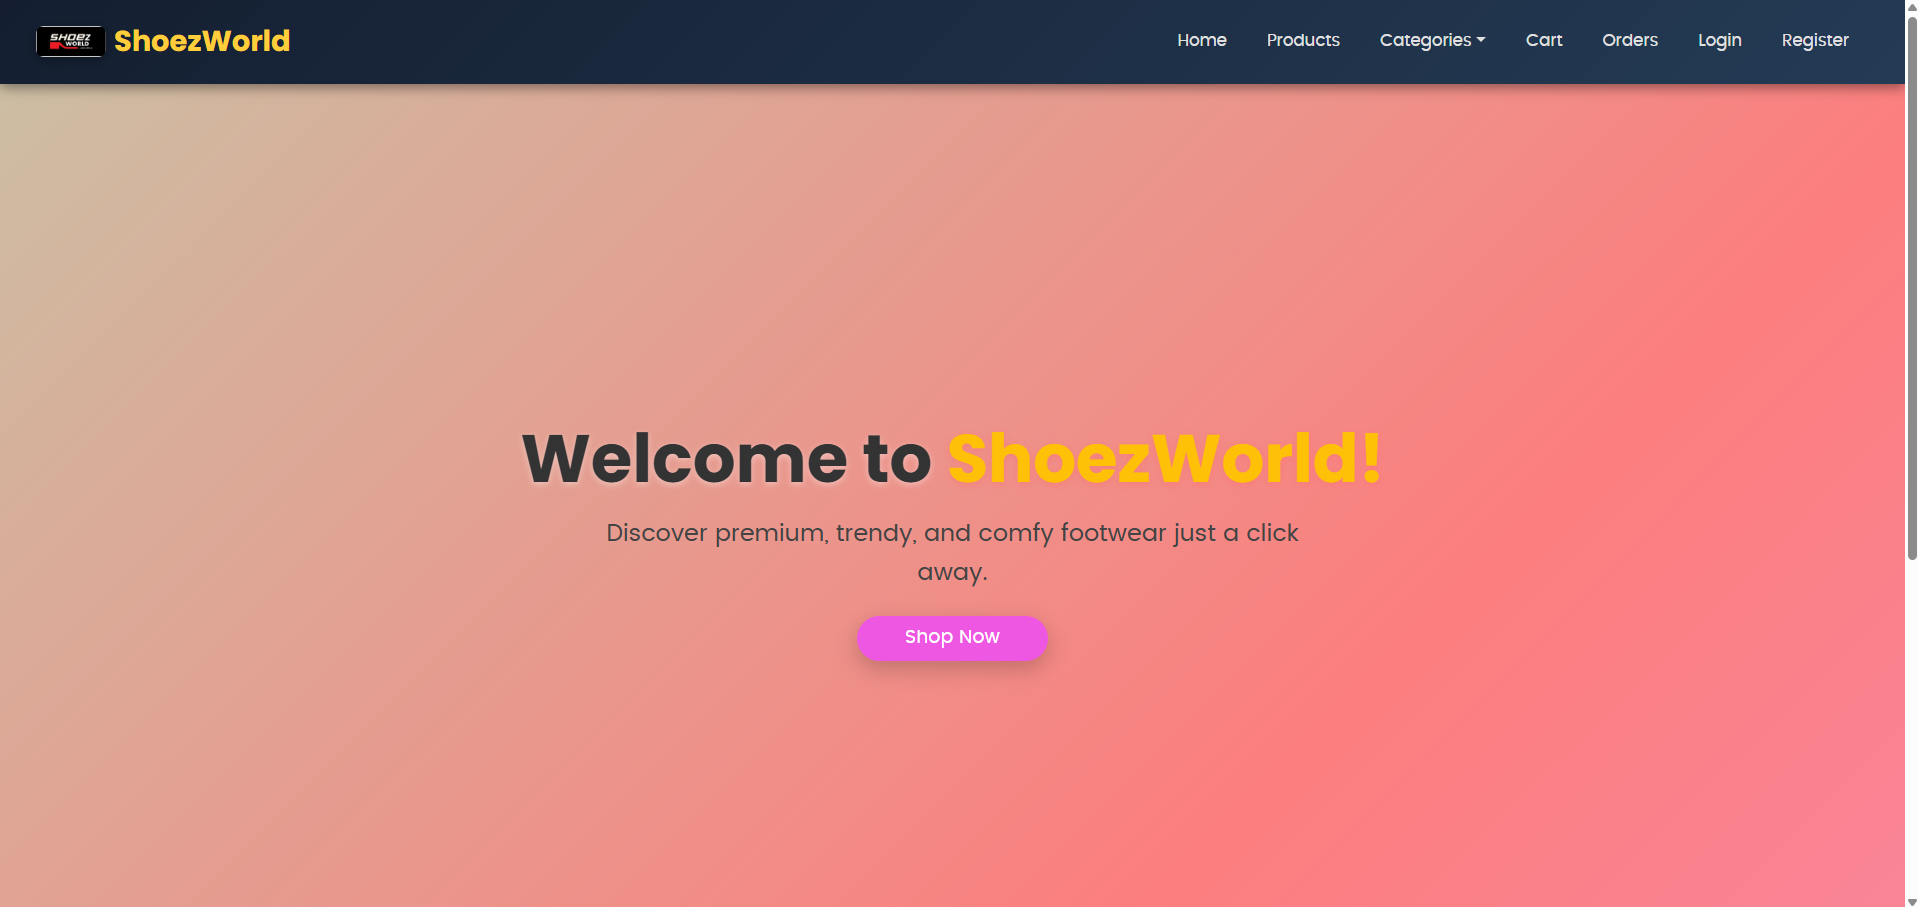 SHOEZ
WORLD
ShoezWorld
Home
Products
Categories
Cart
Orders
Login
Register
Welcome to ShoezWorld!
Discover premium, trendy, and comfy footwear just a click
away.
Shop Now